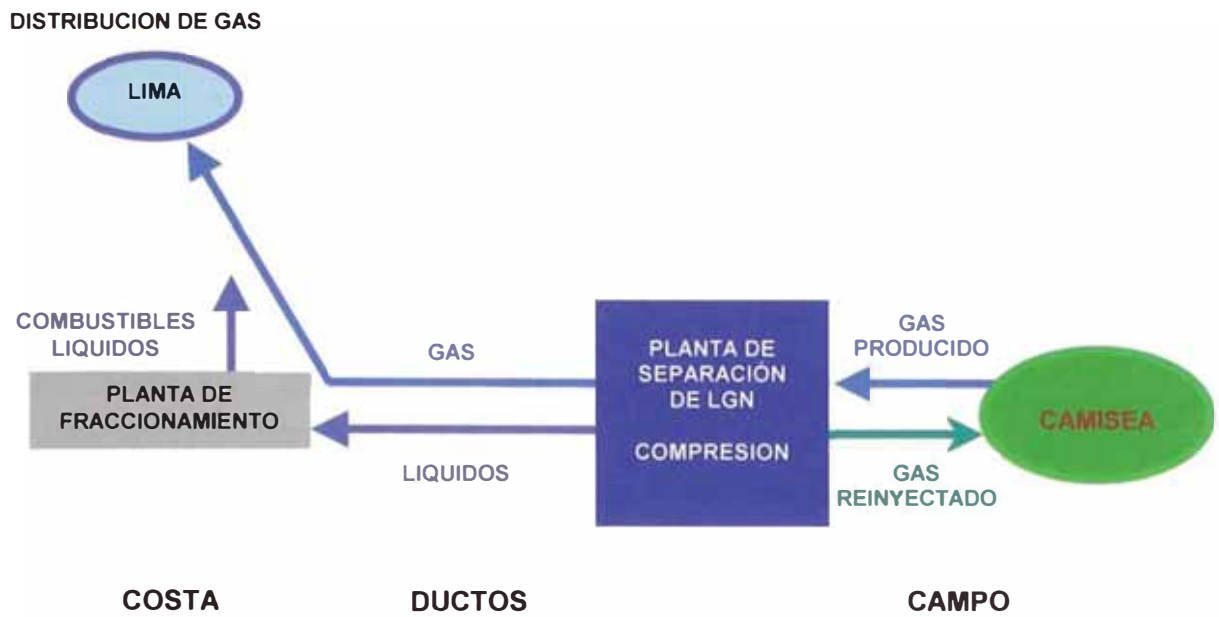 DISTRIBUCION DE GAS
LIMA
COMBUSTIBLES
LIQUIDOS
PLANTA DE
FRACCIONAMIENTO
GAS
LIQUIDOS
PLANTA DE
SEPARACIÓN
DE LGN
COMPRESION
GAS
PRODUCIDO
CAMISEA
GAS
REINYECTADO
COSTA
DUCTOS
CAMPO